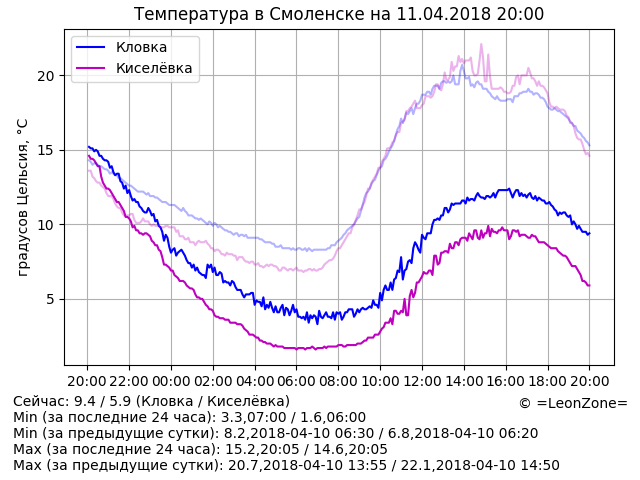 Температура в Смоленске на 11.04.2018 20:00
Кловка
Киселёвка
градусов Цельсия, °C
20
15
10
5
20:00 22:00 00:00 02:00 04:00 06:00 08:00 10:00 12:00 14:00 16:00 18:00 20:00
Сейчас: 9.4 / 5.9 (Кловка / Киселёвка)
© =LeonZone=
Min (за последние 24 часа): 3.3,07:00 / 1.6,06:00
Min (за предыдущие сутки): 8.2,2018-04-10 06:30 / 6.8,2018-04-10 06:20
Max (за последние 24 часа): 15.2,20:05 / 14.6,20:05
Max (за предыдущие сутки): 20.7,2018-04-10 13:55 / 22.1,2018-04-10 14:50